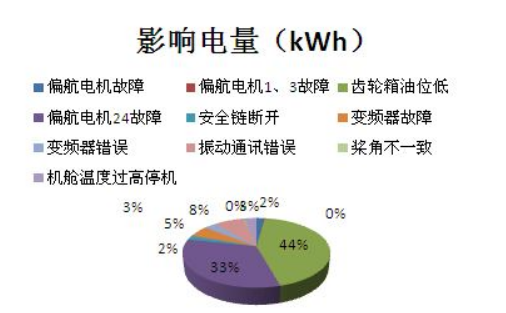 影响电量（kWh）
偏航电机故障 偏航电机1、3故障 齿轮箱油位低
偏航电机24故障 安全链断开 变频器故障
变频器错误 振动通讯错误 桨角不一致
机舱温度过高停机
3% 8% 0% 3% 2% 0%
5%
2% 44%
33%